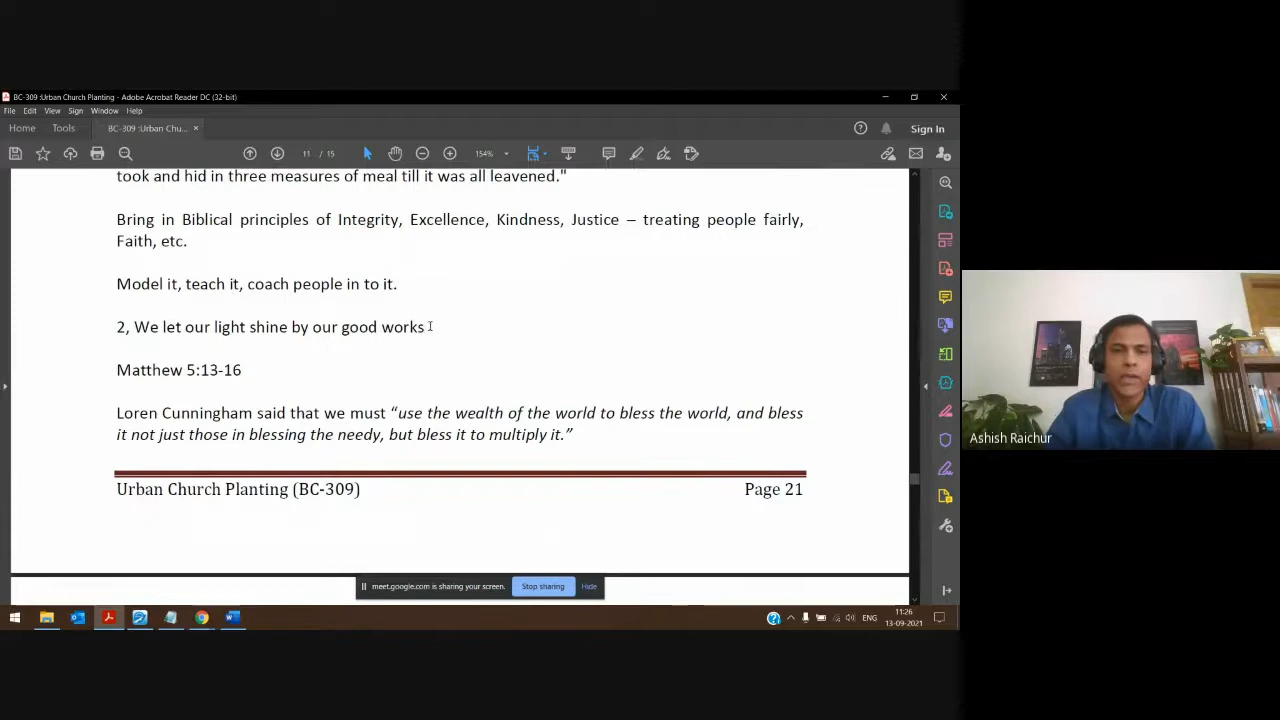 BC-309 :Urban Church Planting - Adobe Acrobat Reader DC (32-bit)
File Edit View Sign Window Help
Home Tools BC-309 :Urban Chu... × Sign In
11 / 15 154%
took and hid in three measures of meal till it was all leavened."
Bring in Biblical principles of Integrity, Excellence, Kindness, Justice – treating people fairly,
Faith, etc.
Model it, teach it, coach people in to it.
2, We let our light shine by our good works
Matthew 5:13-16
Loren Cunningham said that we must “use the wealth of the world to bless the world, and bless
it not just those in blessing the needy, but bless it to multiply it.”
Urban Church Planting (BC-309) Page 21
meet.google.com is sharing your screen. Stop sharing Hide
ENG 11:26
13-09-2021
Ashish Raichur